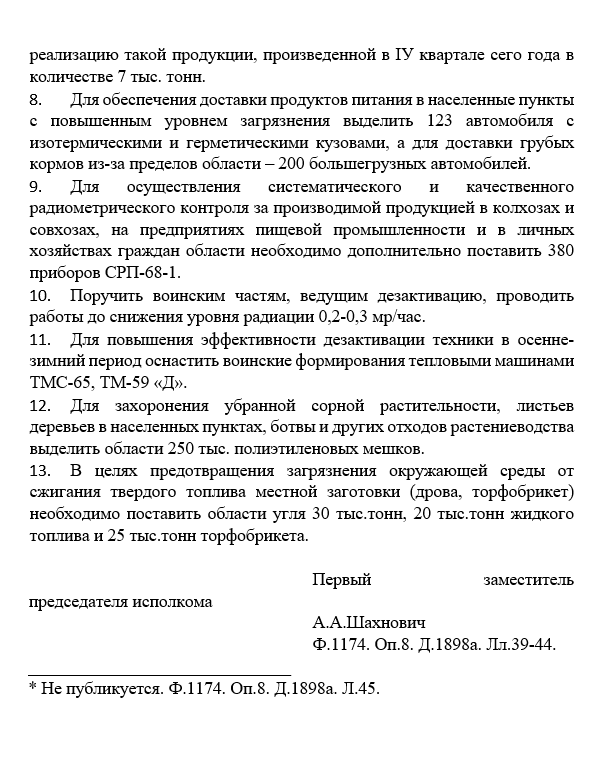 реализацию такой продукции, произведенной в IУ квартале сего года в
количестве 7 тыс. тонн.
8. Для обеспечения доставки продуктов питания в населенные пункты
с повышенным уровнем загрязнения выделить 123 автомобиля с
изотермическими и герметическими кузовами, а для доставки грубых
кормов из-за пределов области – 200 большегрузных автомобилей.
9. Для осуществления систематического и качественного
радиометрического контроля за производимой продукцией в колхозах и
совхозах, на предприятиях пищевой промышленности и в личных
хозяйствах граждан области необходимо дополнительно поставить 380
приборов СРП-68-1.
10. Поручить воинским частям, ведущим дезактивацию, проводить
работы до снижения уровня радиации 0,2-0,3 мр/час.
11. Для повышения эффективности дезактивации техники в осенне-
зимний период оснастить воинские формирования тепловыми машинами
ТМС-65, ТМ-59 «Д».
12. Для захоронения убранной сорной растительности, листьев
деревьев в населенных пунктах, ботвы и других отходов растениеводства
выделить области 250 тыс. полиэтиленовых мешков.
13. В целях предотвращения загрязнения окружающей среды от
сжигания твердого топлива местной заготовки (дрова, торфобрикет)
необходимо поставить области угля 30 тыс.тонн, 20 тыс.тонн жидкого
топлива и 25 тыс.тонн торфобрикета.
Первый заместитель
председателя исполкома
А.А.Шахнович
Ф.1174. Оп.8. Д.1898а. Лл.39-44.
* Не публикуется. Ф.1174. Оп.8. Д.1898а. Л.45.